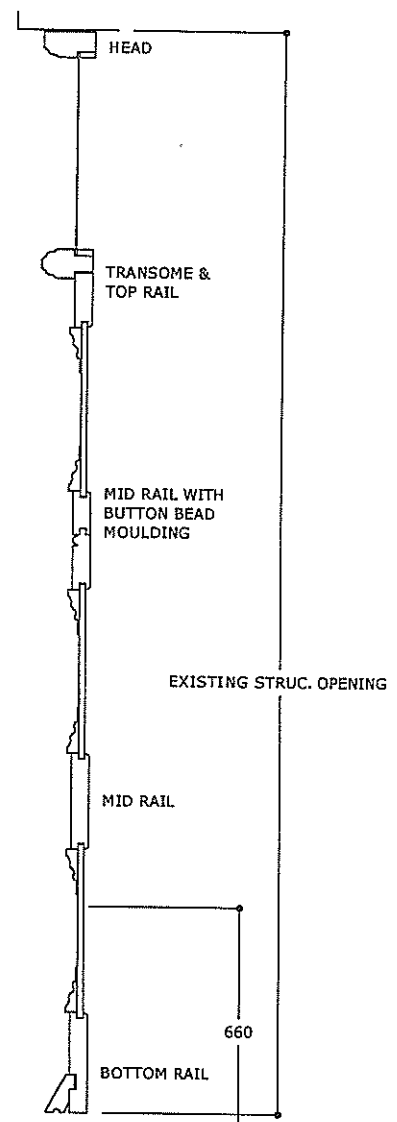 HEAD
TRANSOME &
TOP RAIL
MID RAIL WITH
BUTTON BEAD
MOULDING
EXISTING STRUC. OPENING
MID RAIL
660
BOTTOM RAIL